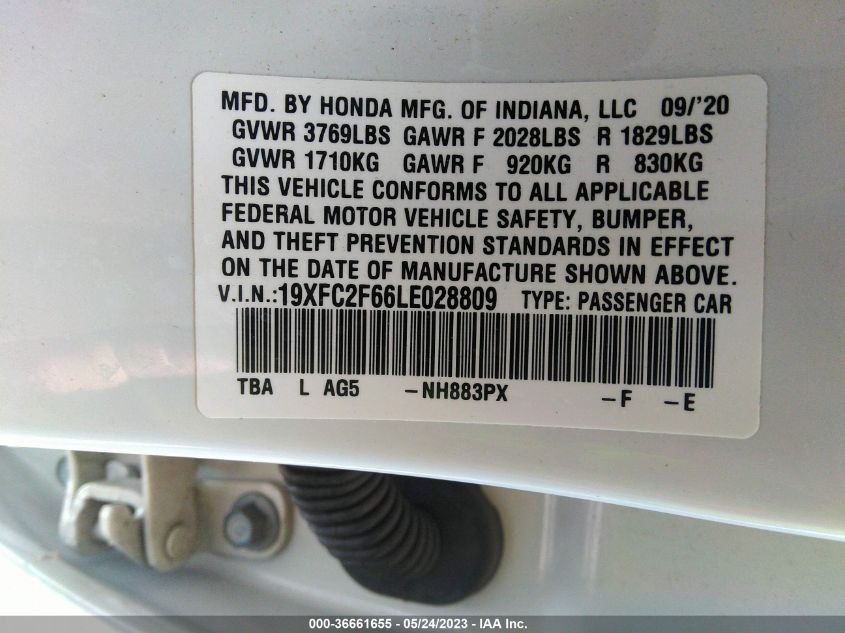 MFD. BY HONDA MFG. OF INDIANA, LLC 09/'20
GVWR 3769LBS GAWR F 2028LBS R 1829LBS
GVWR 1710KG GAWR F 920KG R 830KG
THIS VEHICLE CONFORMS TO ALL APPLICABLE
FEDERAL MOTOR VEHICLE SAFETY, BUMPER,
AND THEFT PREVENTION STANDARDS IN EFFECT
ON THE DATE OF MANUFACTURE SHOWN ABOVE.
V.I.N.:19XFC2F66LE028809 TYPE: PASSENGER CAR
TBA L AG5 –NH883PX –F –E
000-36661655 - 05/24/2023 - IAA Inc.